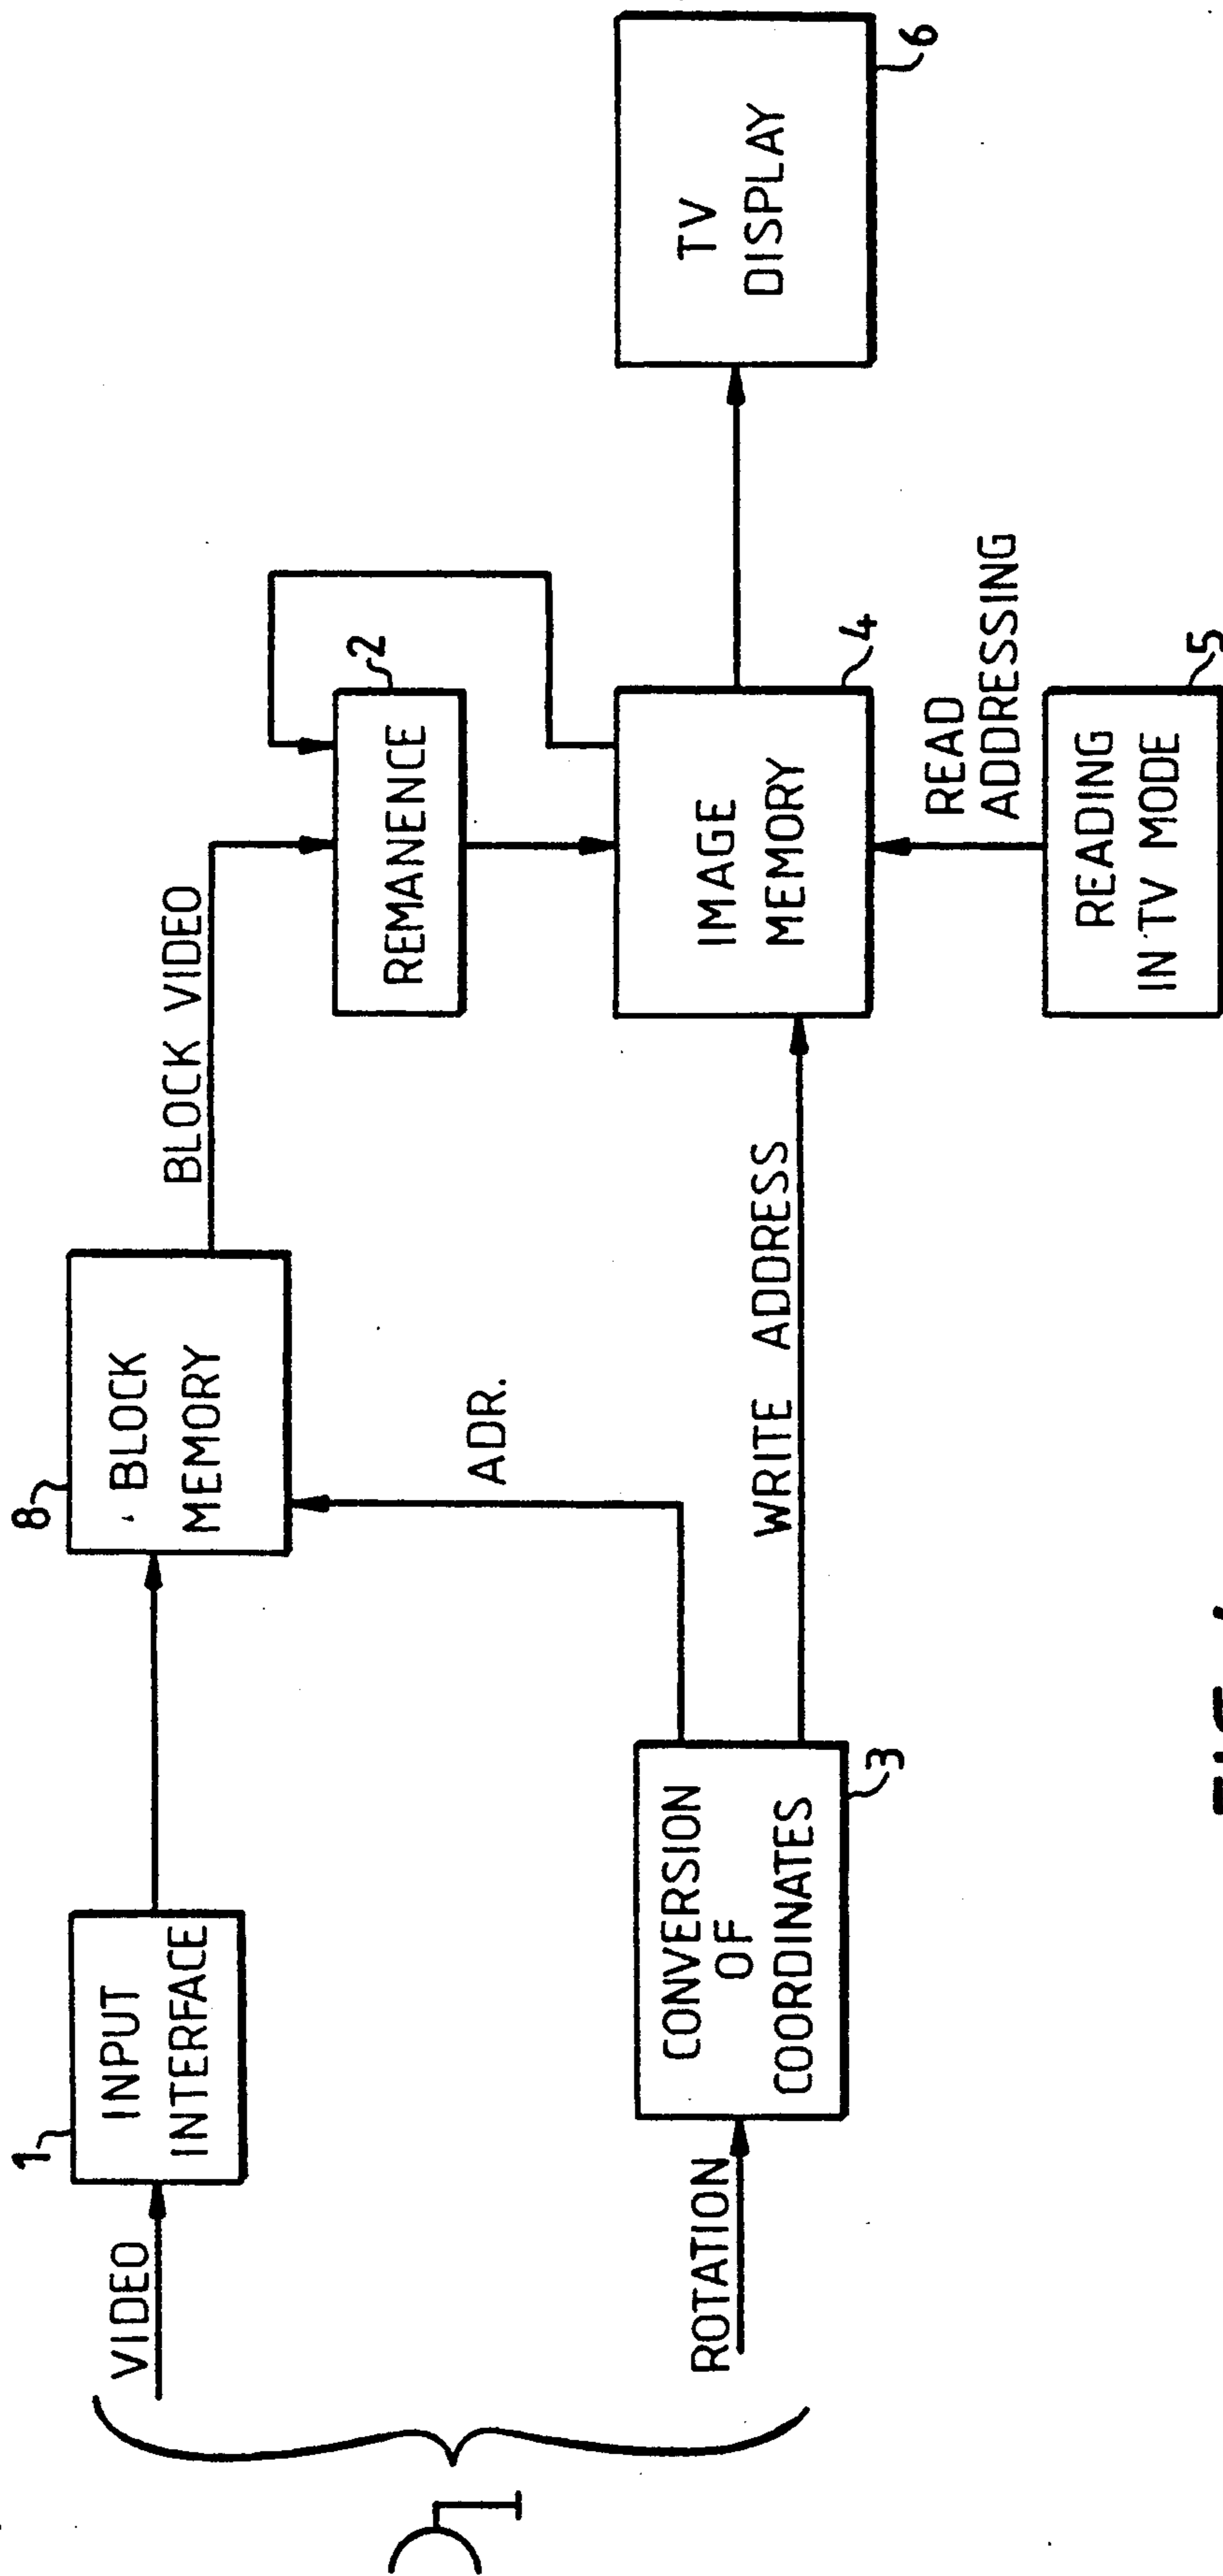 VIDEO
1
INPUT
INTERFACE
8
BLOCK
MEMORY
BLOCK VIDEO
2
REMANENCE
ADR.
ROTATION
CONVERSION
OF
COORDINATES
3
WRITE ADDRESS
IMAGE
MEMORY
4
TV
DISPLAY
6
READ
ADDRESSING
READING
IN TV MODE
5